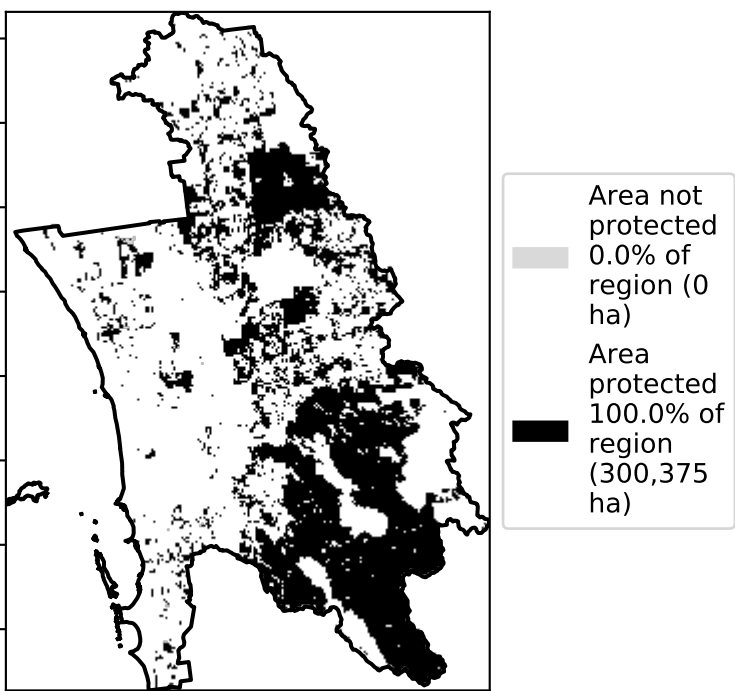 Area not
protected
0.0% of
region (0
ha)
Area
protected
100.0% of
region
(300,375
ha)